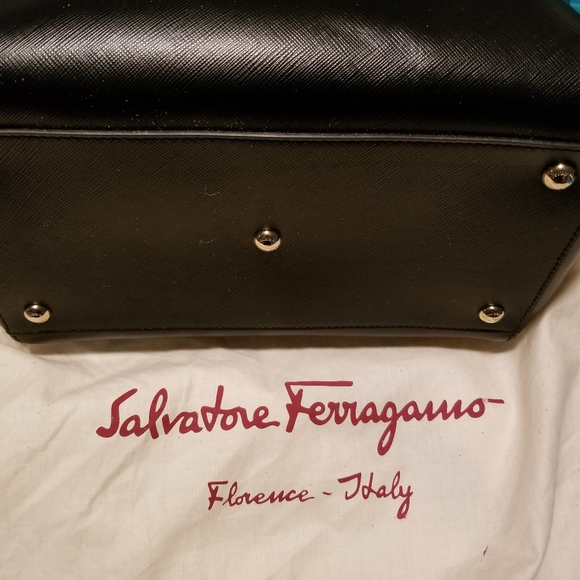 Salvatore Ferragamo
Florence - Italy